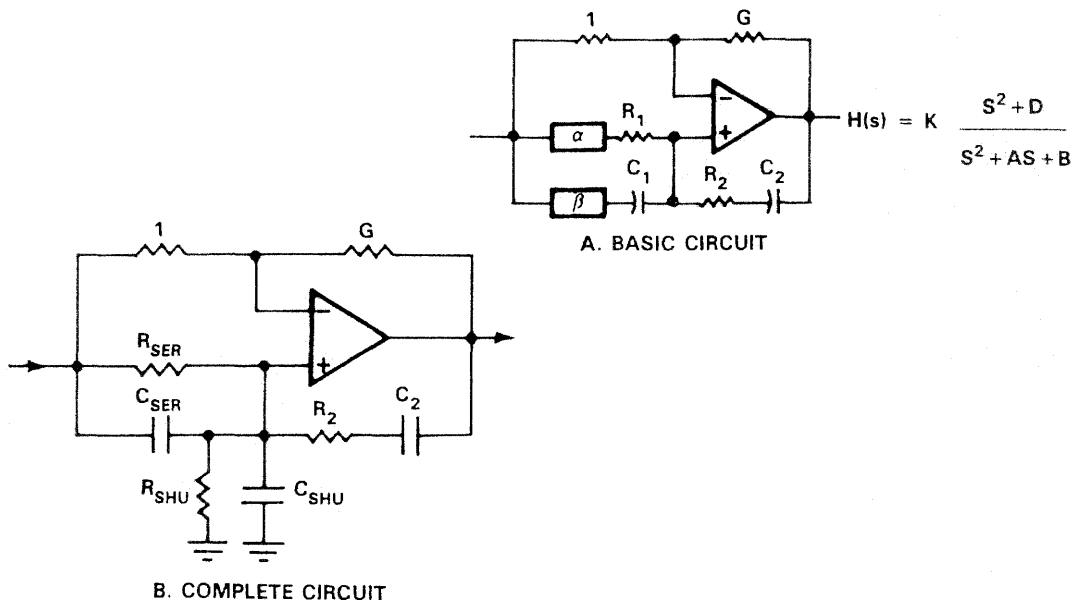 1
G
α
R1
C1
β
R2
C2
−
+
H(s) = K (S² + D) / (S² + AS + B)
A. BASIC CIRCUIT
1
G
−
+
RSER
CSER
R2
C2
RSHU
CSHU
B. COMPLETE CIRCUIT